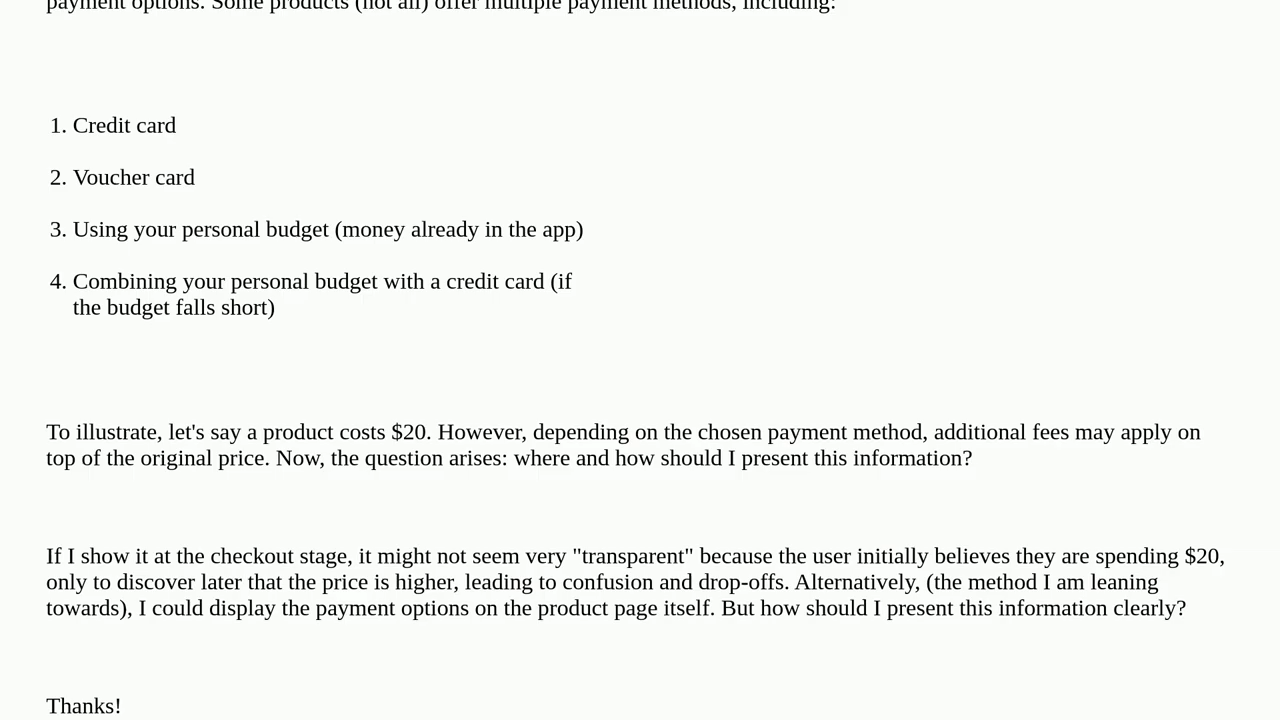 payment options. Some products (not all) offer multiple payment methods, including:
1. Credit card
2. Voucher card
3. Using your personal budget (money already in the app)
4. Combining your personal budget with a credit card (if
the budget falls short)
To illustrate, let's say a product costs $20. However, depending on the chosen payment method, additional fees may apply on
top of the original price. Now, the question arises: where and how should I present this information?
If I show it at the checkout stage, it might not seem very "transparent" because the user initially believes they are spending $20,
only to discover later that the price is higher, leading to confusion and drop-offs. Alternatively, (the method I am leaning
towards), I could display the payment options on the product page itself. But how should I present this information clearly?
Thanks!